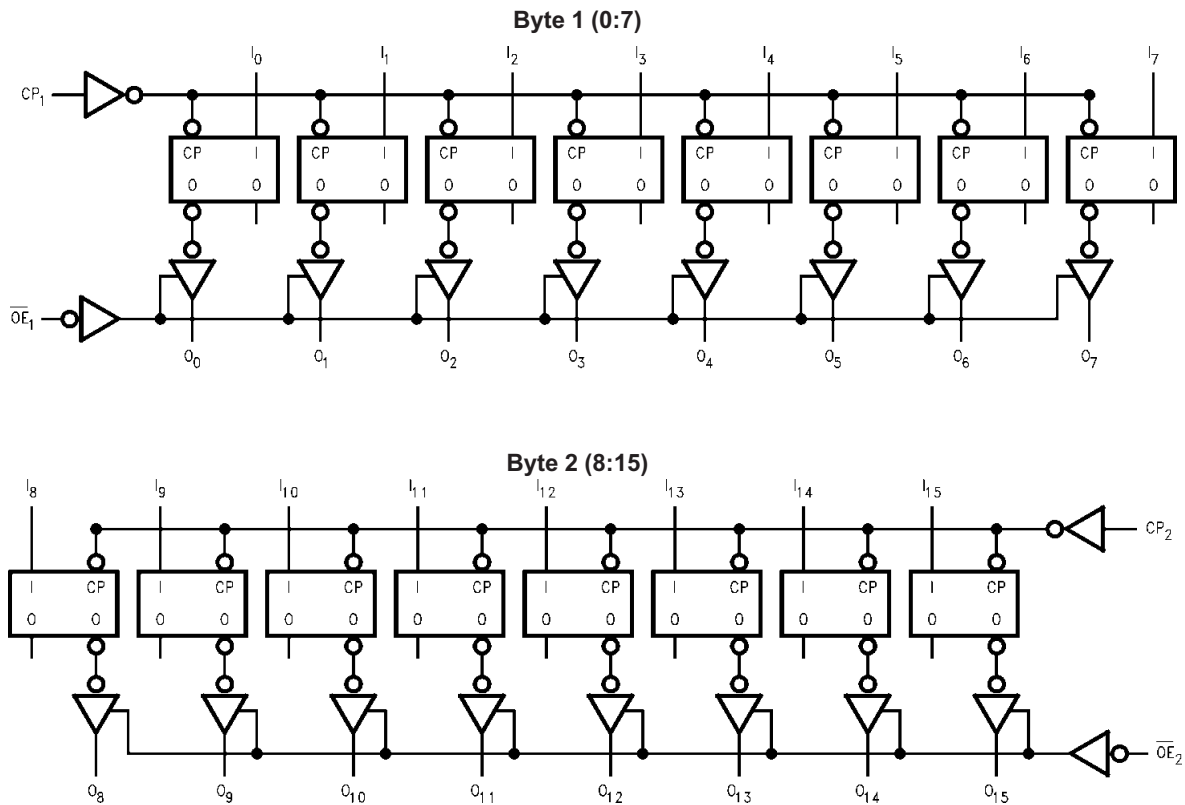 Byte 1 (0:7)
I0 I1 I2 I3 I4 I5 I6 I7
CP1
CP I CP I CP I CP I CP I CP I CP I CP I
O O O O O O O O O O O O O O O O
OE1
O0 O1 O2 O3 O4 O5 O6 O7
Byte 2 (8:15)
I8 I9 I10 I11 I12 I13 I14 I15
CP2
I CP I CP I CP I CP I CP I CP I CP I CP
O O O O O O O O O O O O O O O O
OE2
O8 O9 O10 O11 O12 O13 O14 O15